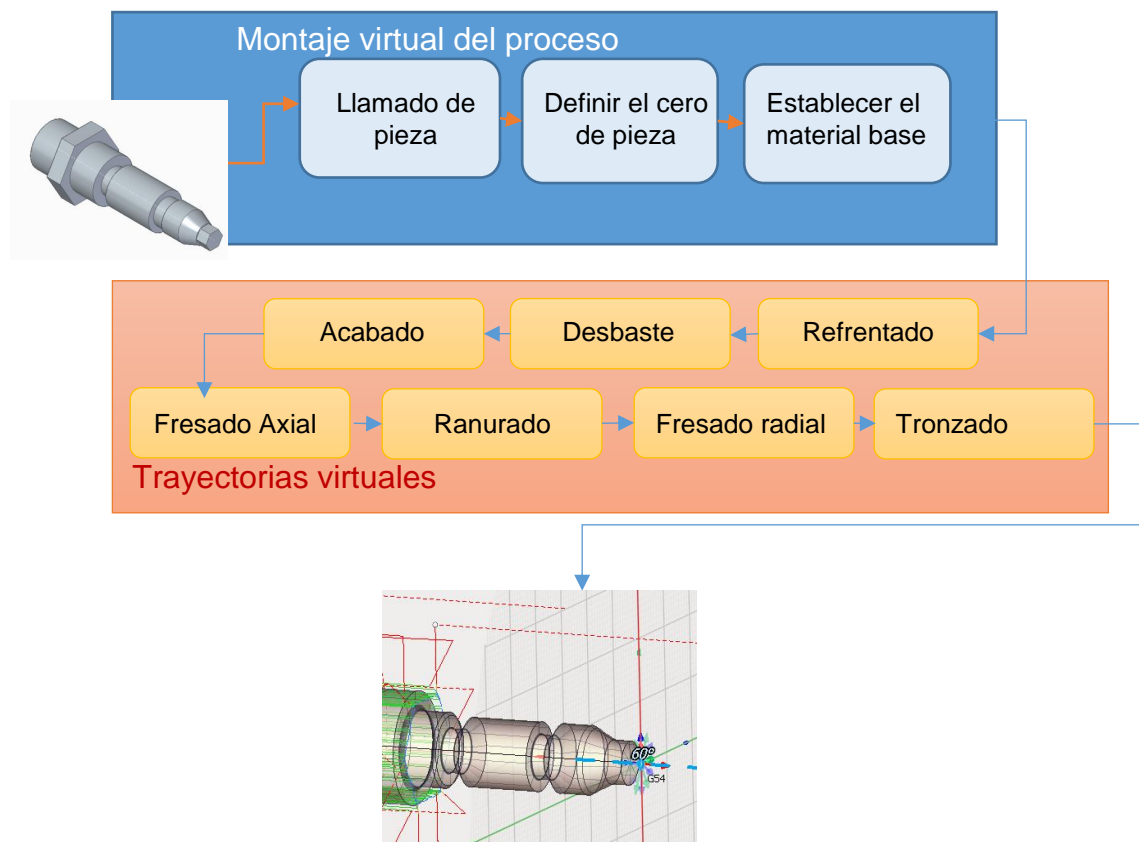 Montaje virtual del proceso
Llamado de
pieza
Definir el cero
de pieza
Establecer el
material base
Refrentado
Desbaste
Acabado
Fresado Axial
Ranurado
Fresado radial
Tronzado
Trayectorias virtuales
60º
G54